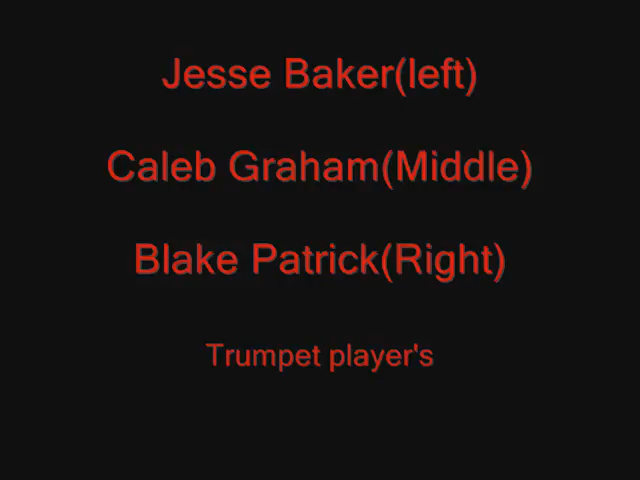 Jesse Baker(left)
Caleb Graham(Middle)
Blake Patrick(Right)
Trumpet player's